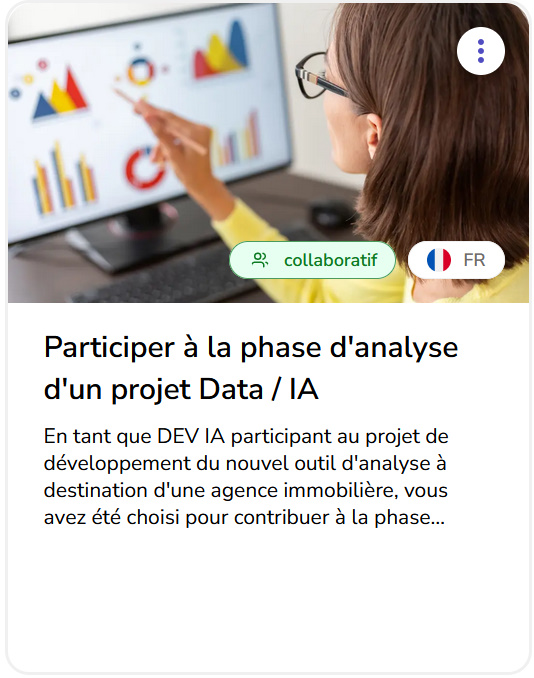 collaboratif
FR
Participer à la phase d'analyse
d'un projet Data / IA
En tant que DEV IA participant au projet de
développement du nouvel outil d'analyse à
destination d'une agence immobilière, vous
avez été choisi pour contribuer à la phase...